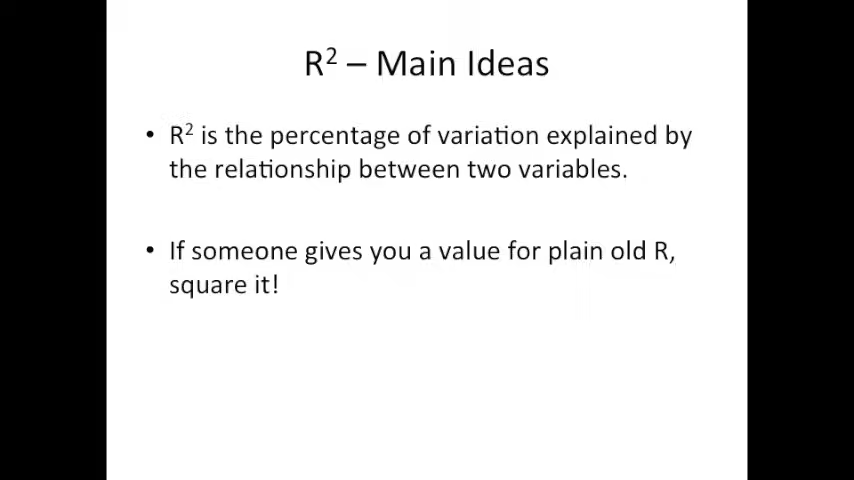 R² – Main Ideas
• R² is the percentage of variation explained by
the relationship between two variables.
• If someone gives you a value for plain old R,
square it!